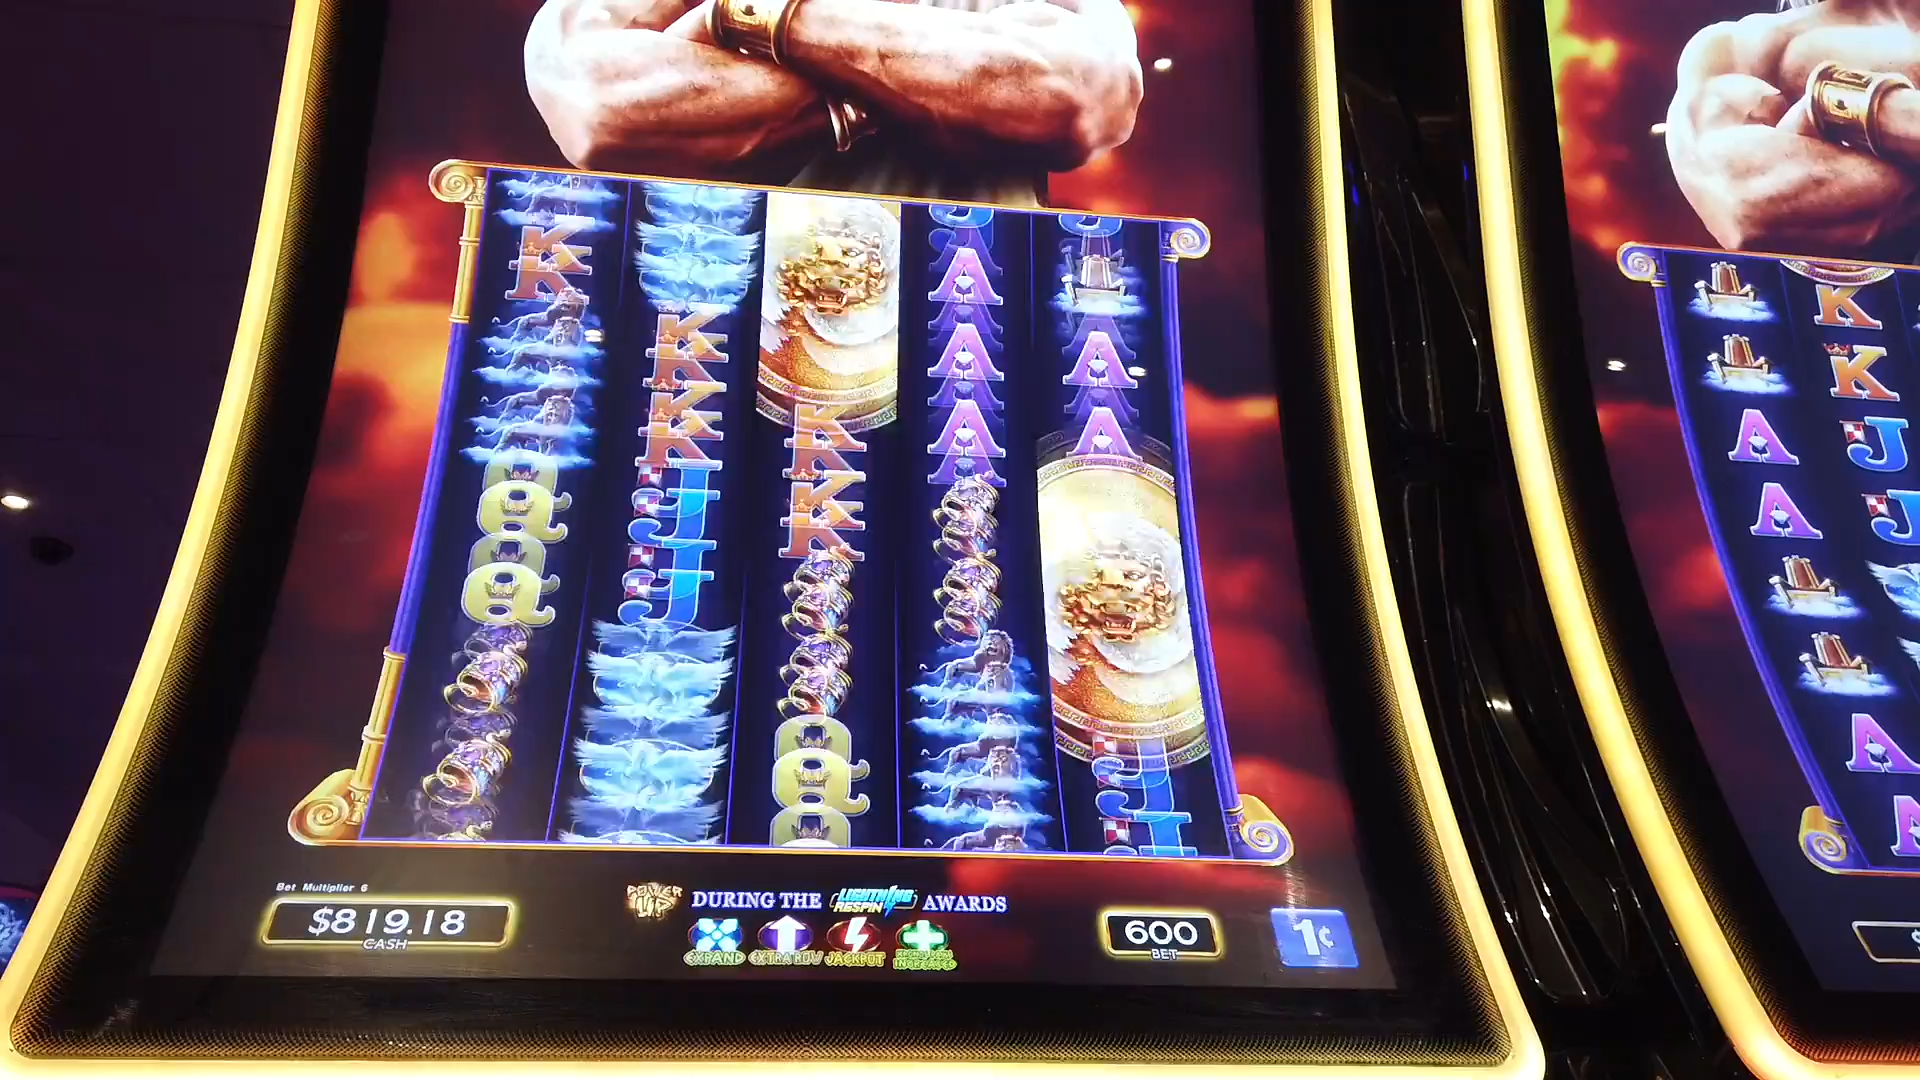 Bet Multiplier 6
$819.18
CASH
POWER UP DURING THE LIGHTNING RESPIN AWARDS
EXPAND EXTRA ROW JACKPOT
INCREASED
600
BET
1¢
K
K
K
K
K
K
Q
Q
J
J
K
K
K
K
Q
Q
J
A
A
A
J
A
A
J
J
A
A
A
K
K
J
J
$